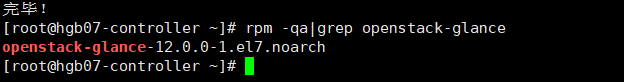 完毕！
[root@hgb07-controller ~]# rpm -qa|grep openstack-glance
openstack-glance-12.0.0-1.el7.noarch
[root@hgb07-controller ~]#